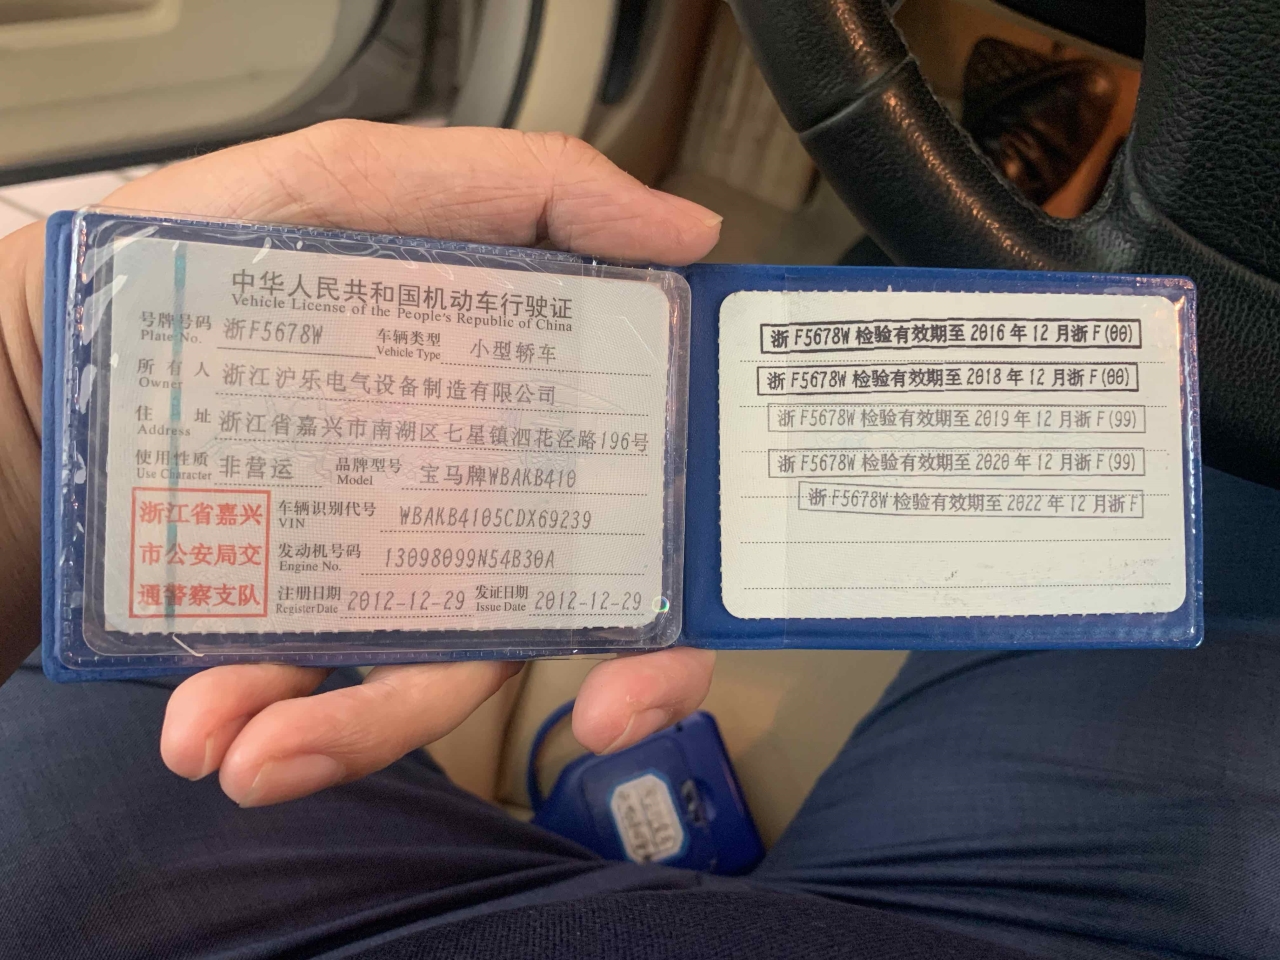 中华人民共和国机动车行驶证
Vehicle License of the People's Republic of China
号牌号码 浙F5678W 车辆类型 小型轿车
Plate No. Vehicle Type
所有人 浙江沪乐电气设备制造有限公司
Owner
住址 浙江省嘉兴市南湖区七星镇泗花泾路196号
Address
使用性质 非营运 品牌型号 宝马牌WBAKB410
Use Character Model
浙江省嘉兴
市公安局交
通警察支队
车辆识别代号 WBAKB4105CDX69239
VIN
发动机号码 13098099N54B30A
Engine No.
注册日期 2012-12-29 发证日期 2012-12-29
Register Date Issue Date
浙F5678W检验有效期至2016年12月浙F(00)
浙F5678W检验有效期至2018年12月浙F(00)
浙F5678W检验有效期至2019年12月浙F(99)
浙F5678W检验有效期至2020年12月浙F(99)
浙F5678W检验有效期至2022年12月浙F